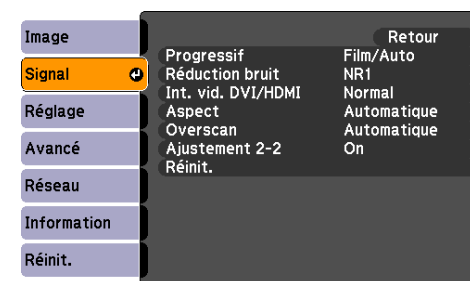 Image
Signal
Réglage
Avancé
Réseau
Information
Réinit.
Retour
Progressif Film/Auto
Réduction bruit NR1
Int. vid. DVI/HDMI Normal
Aspect Automatique
Overscan Automatique
Ajustement 2-2 On
Réinit.